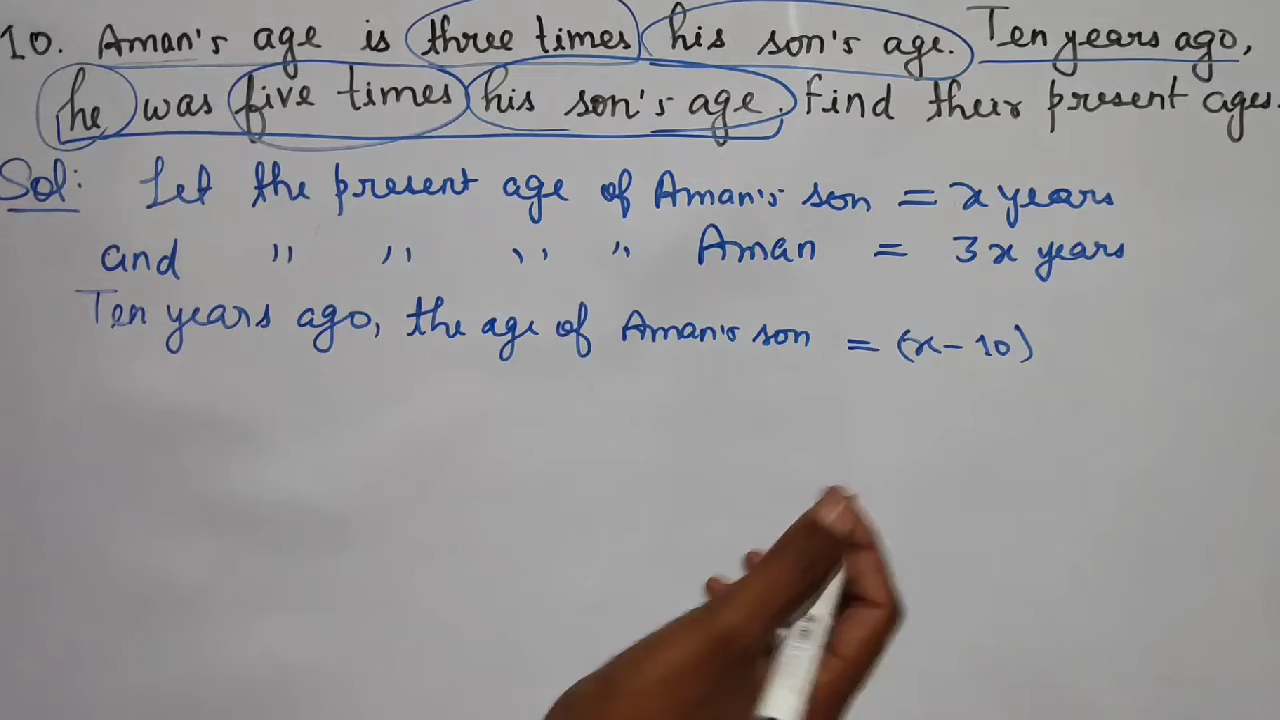 10. Aman's age is three times his son's age. Ten years ago,
he was five times his son's age. Find their present ages.
Sol: Let the present age of Aman's son = x years
and " " " " Aman = 3x years
Ten years ago, the age of Aman's son = (x - 10)